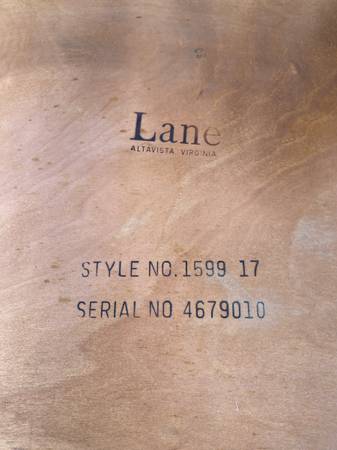 Lane
ALTAVISTA VIRGINIA
STYLE NO.1599 17
SERIAL NO 4679010